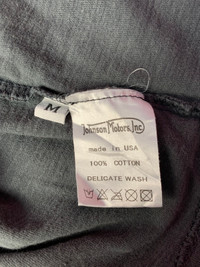 M
Johnson Motors, Inc
made in USA
100% COTTON
DELICATE WASH